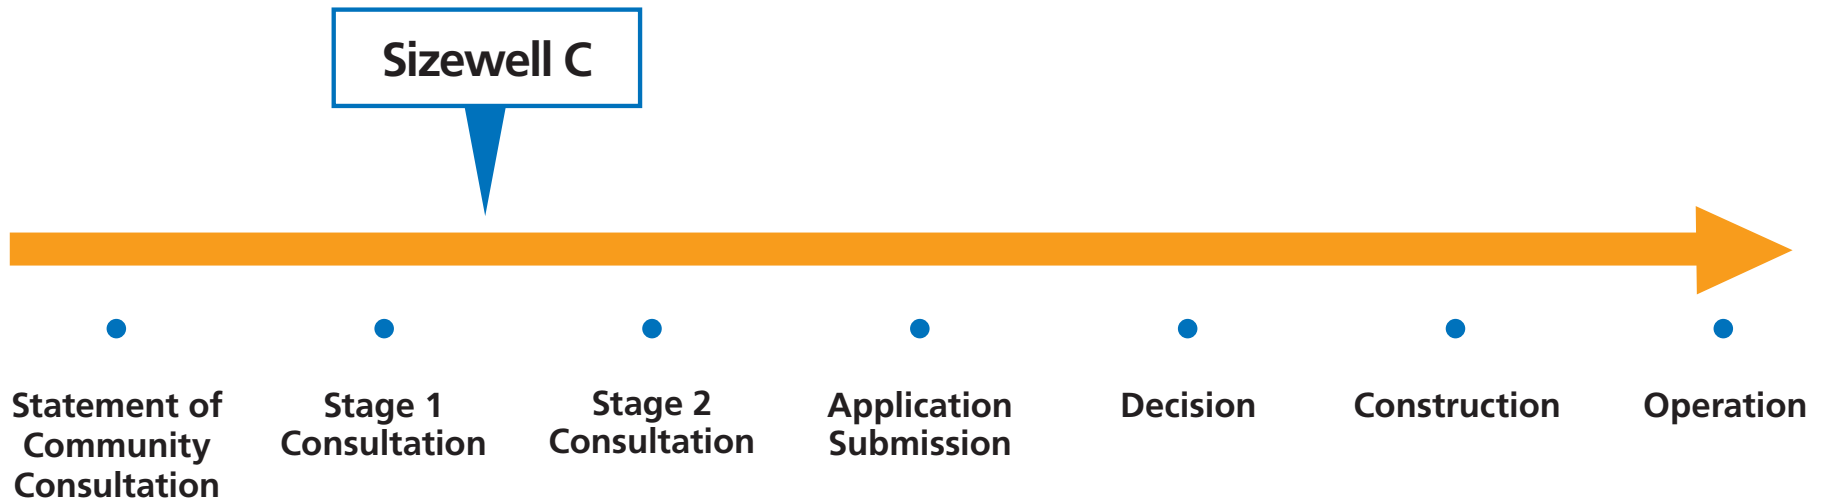 Sizewell C
Statement of
Community
Consultation
Stage 1
Consultation
Stage 2
Consultation
Application
Submission
Decision
Construction
Operation